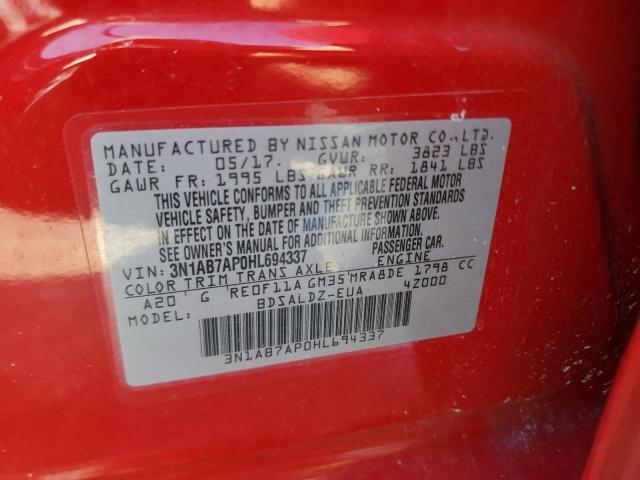 MANUFACTURED BY NISSAN MOTOR CO.,LTD.
DATE: 05/17. GVWR: 3823 LBS
GAWR FR: 1995 LBS GAWR RR: 1841 LBS
THIS VEHICLE CONFORMS TO ALL APPLICABLE FEDERAL MOTOR
VEHICLE SAFETY, BUMPER AND THEFT PREVENTION STANDARDS
IN EFFECT ON THE DATE OF MANUFACTURE SHOWN ABOVE.
SEE OWNER'S MANUAL FOR ADDITIONAL INFORMATION.
VIN: 3N1AB7AP0HL694337 PASSENGER CAR.
COLOR TRIM TRANS AXLE ENGINE
A20 G RE0F11A GM35 MRA8DE 1798 CC
MODEL: BDSALDZ-EUA 4Z000
3N1AB7AP0HL694337